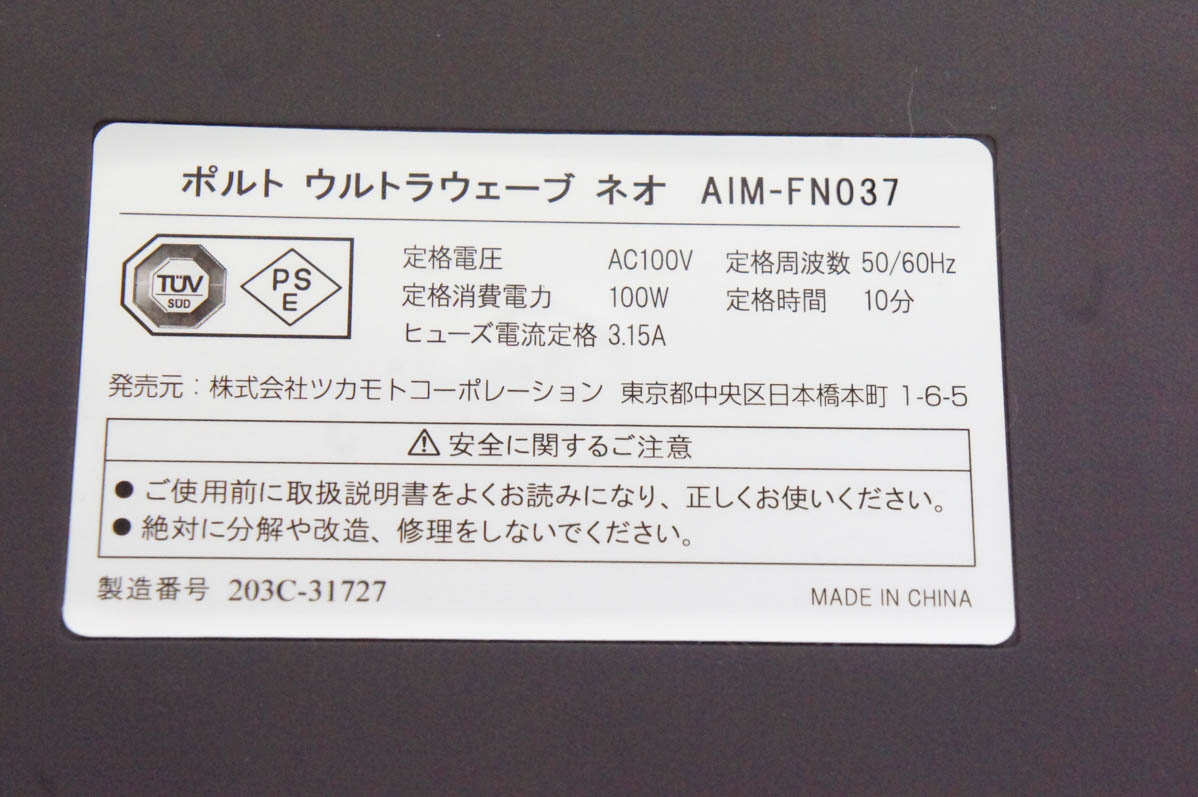 ポルト ウルトラウェーブ ネオ AIM-FN037
TÜV
SÜD
PS
E
定格電圧 AC100V 定格周波数 50/60Hz
定格消費電力 100W 定格時間 10分
ヒューズ電流定格 3.15A
発売元：株式会社ツカモトコーポレーション 東京都中央区日本橋本町 1-6-5
⚠安全に関するご注意
●ご使用前に取扱説明書をよくお読みになり、正しくお使いください。
●絶対に分解や改造、修理をしないでください。
製造番号 203C-31727 MADE IN CHINA